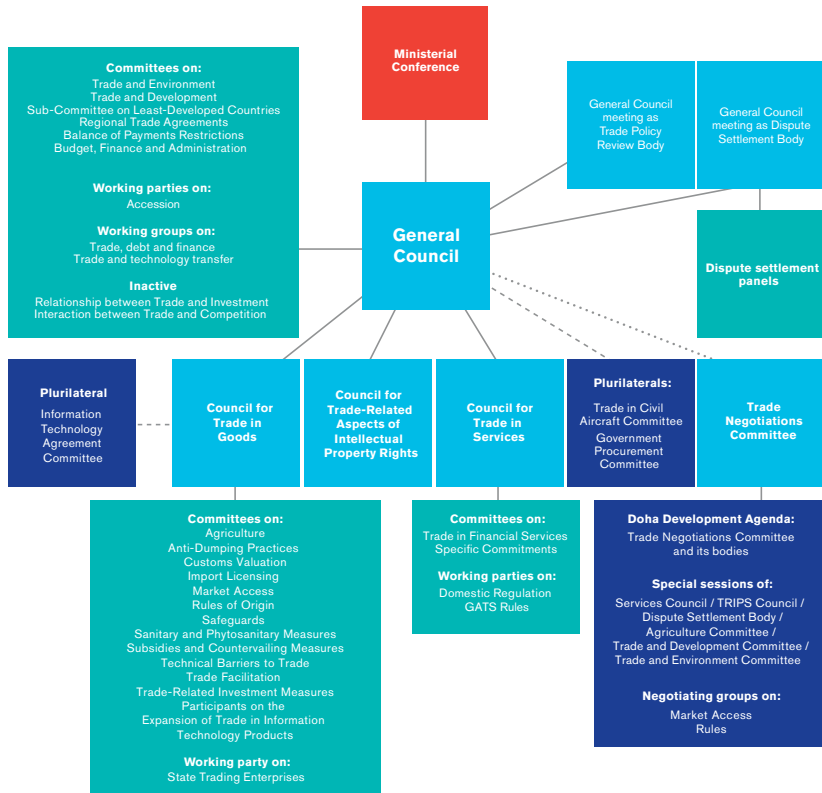 Ministerial
Conference
Committees on:
Trade and Environment
Trade and Development
Sub-Committee on Least-Developed Countries
Regional Trade Agreements
Balance of Payments Restrictions
Budget, Finance and Administration
Working parties on:
Accession
Working groups on:
Trade, debt and finance
Trade and technology transfer
Inactive
Relationship between Trade and Investment
Interaction between Trade and Competition
General Council
meeting as
Trade Policy
Review Body
General Council
meeting as Dispute
Settlement Body
General
Council
Dispute settlement
panels
Plurilateral
Information
Technology
Agreement
Committee
Council for
Trade in
Goods
Council for
Trade-Related
Aspects of
Intellectual
Property Rights
Council for
Trade in
Services
Plurilaterals:
Trade in Civil
Aircraft Committee
Government
Procurement
Committee
Trade
Negotiations
Committee
Committees on:
Agriculture
Anti-Dumping Practices
Customs Valuation
Import Licensing
Market Access
Rules of Origin
Safeguards
Sanitary and Phytosanitary Measures
Subsidies and Countervailing Measures
Technical Barriers to Trade
Trade Facilitation
Trade-Related Investment Measures
Participants on the
Expansion of Trade in Information
Technology Products
Working party on:
State Trading Enterprises
Committees on:
Trade in Financial Services
Specific Commitments
Working parties on:
Domestic Regulation
GATS Rules
Doha Development Agenda:
Trade Negotiations Committee
and its bodies
Special sessions of:
Services Council / TRIPS Council /
Dispute Settlement Body /
Agriculture Committee /
Trade and Development Committee /
Trade and Environment Committee
Negotiating groups on:
Market Access
Rules